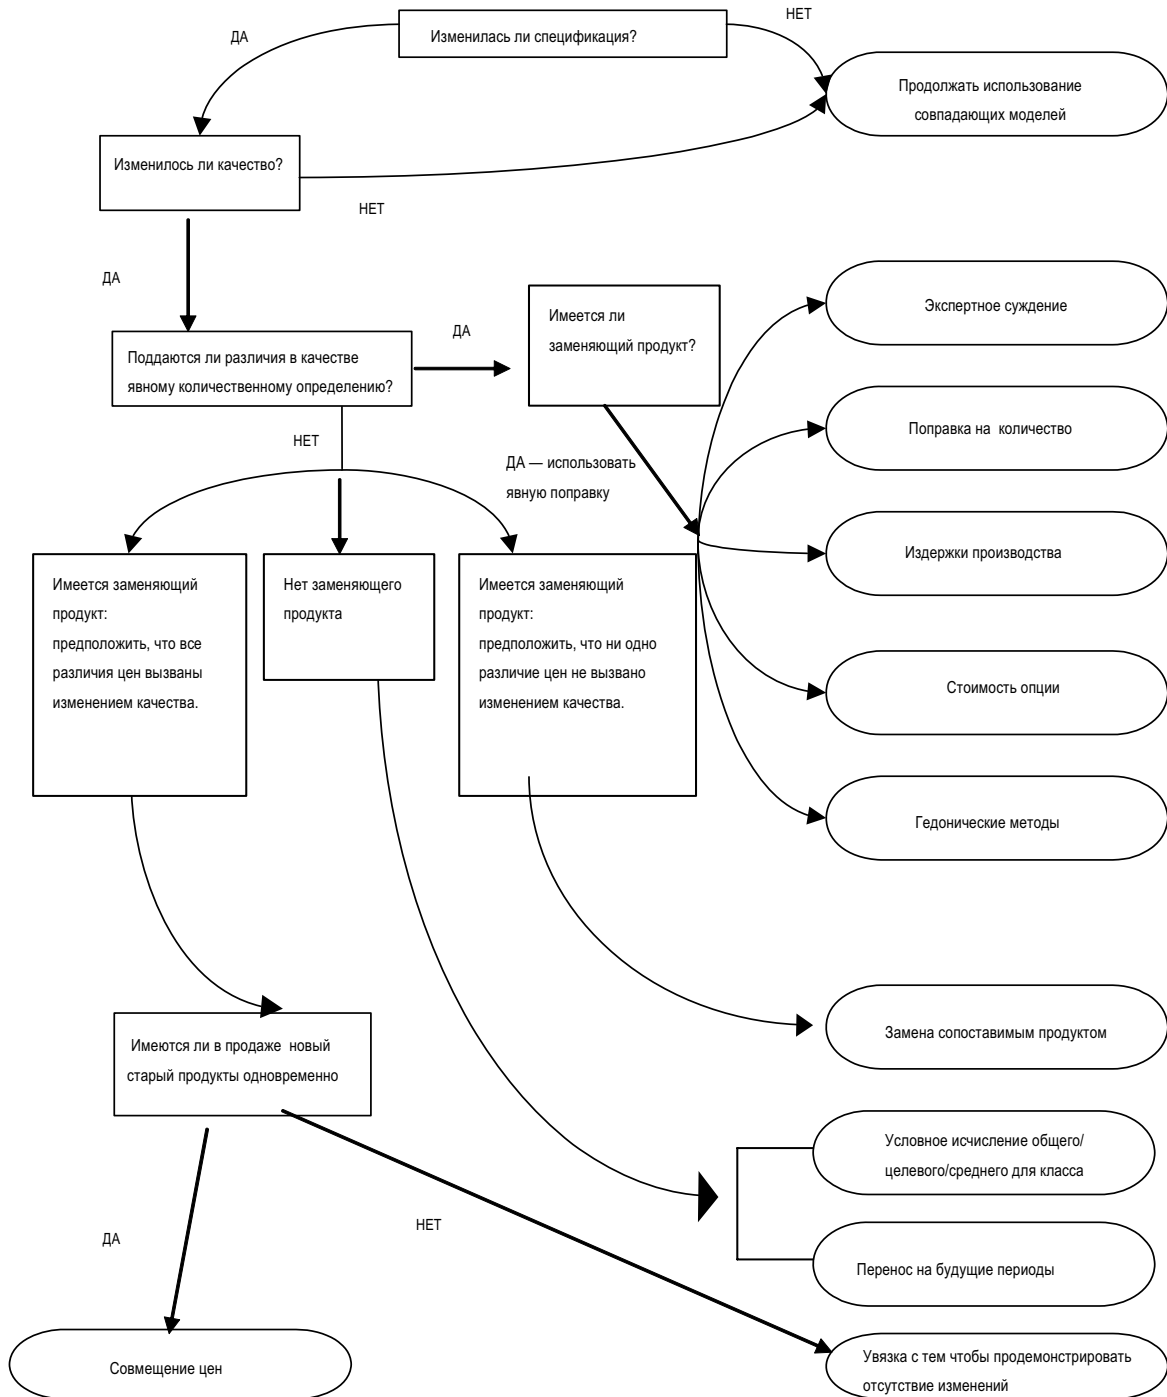 НЕТ
ДА
Изменилась ли спецификация?
Продолжать использование
совпадающих моделей
Изменилось ли качество?
НЕТ
ДА
Экспертное суждение
Имеется ли
заменяющий продукт?
ДА
Поддаются ли различия в качестве
явному количественному определению?
Поправка на количество
НЕТ
ДА — использовать
явную поправку
Издержки производства
Имеется заменяющий
продукт:
предположить, что все
различия цен вызваны
изменением качества.
Нет заменяющего
продукта
Имеется заменяющий
продукт:
предположить, что ни одно
различие цен не вызвано
изменением качества.
Стоимость опции
Гедонические методы
Замена сопоставимым продуктом
Имеются ли в продаже новый
старый продукты одновременно
Условное исчисление общего/
целевого/среднего для класса
НЕТ
ДА
Перенос на будущие периоды
Совмещение цен
Увязка с тем чтобы продемонстрировать
отсутствие изменений